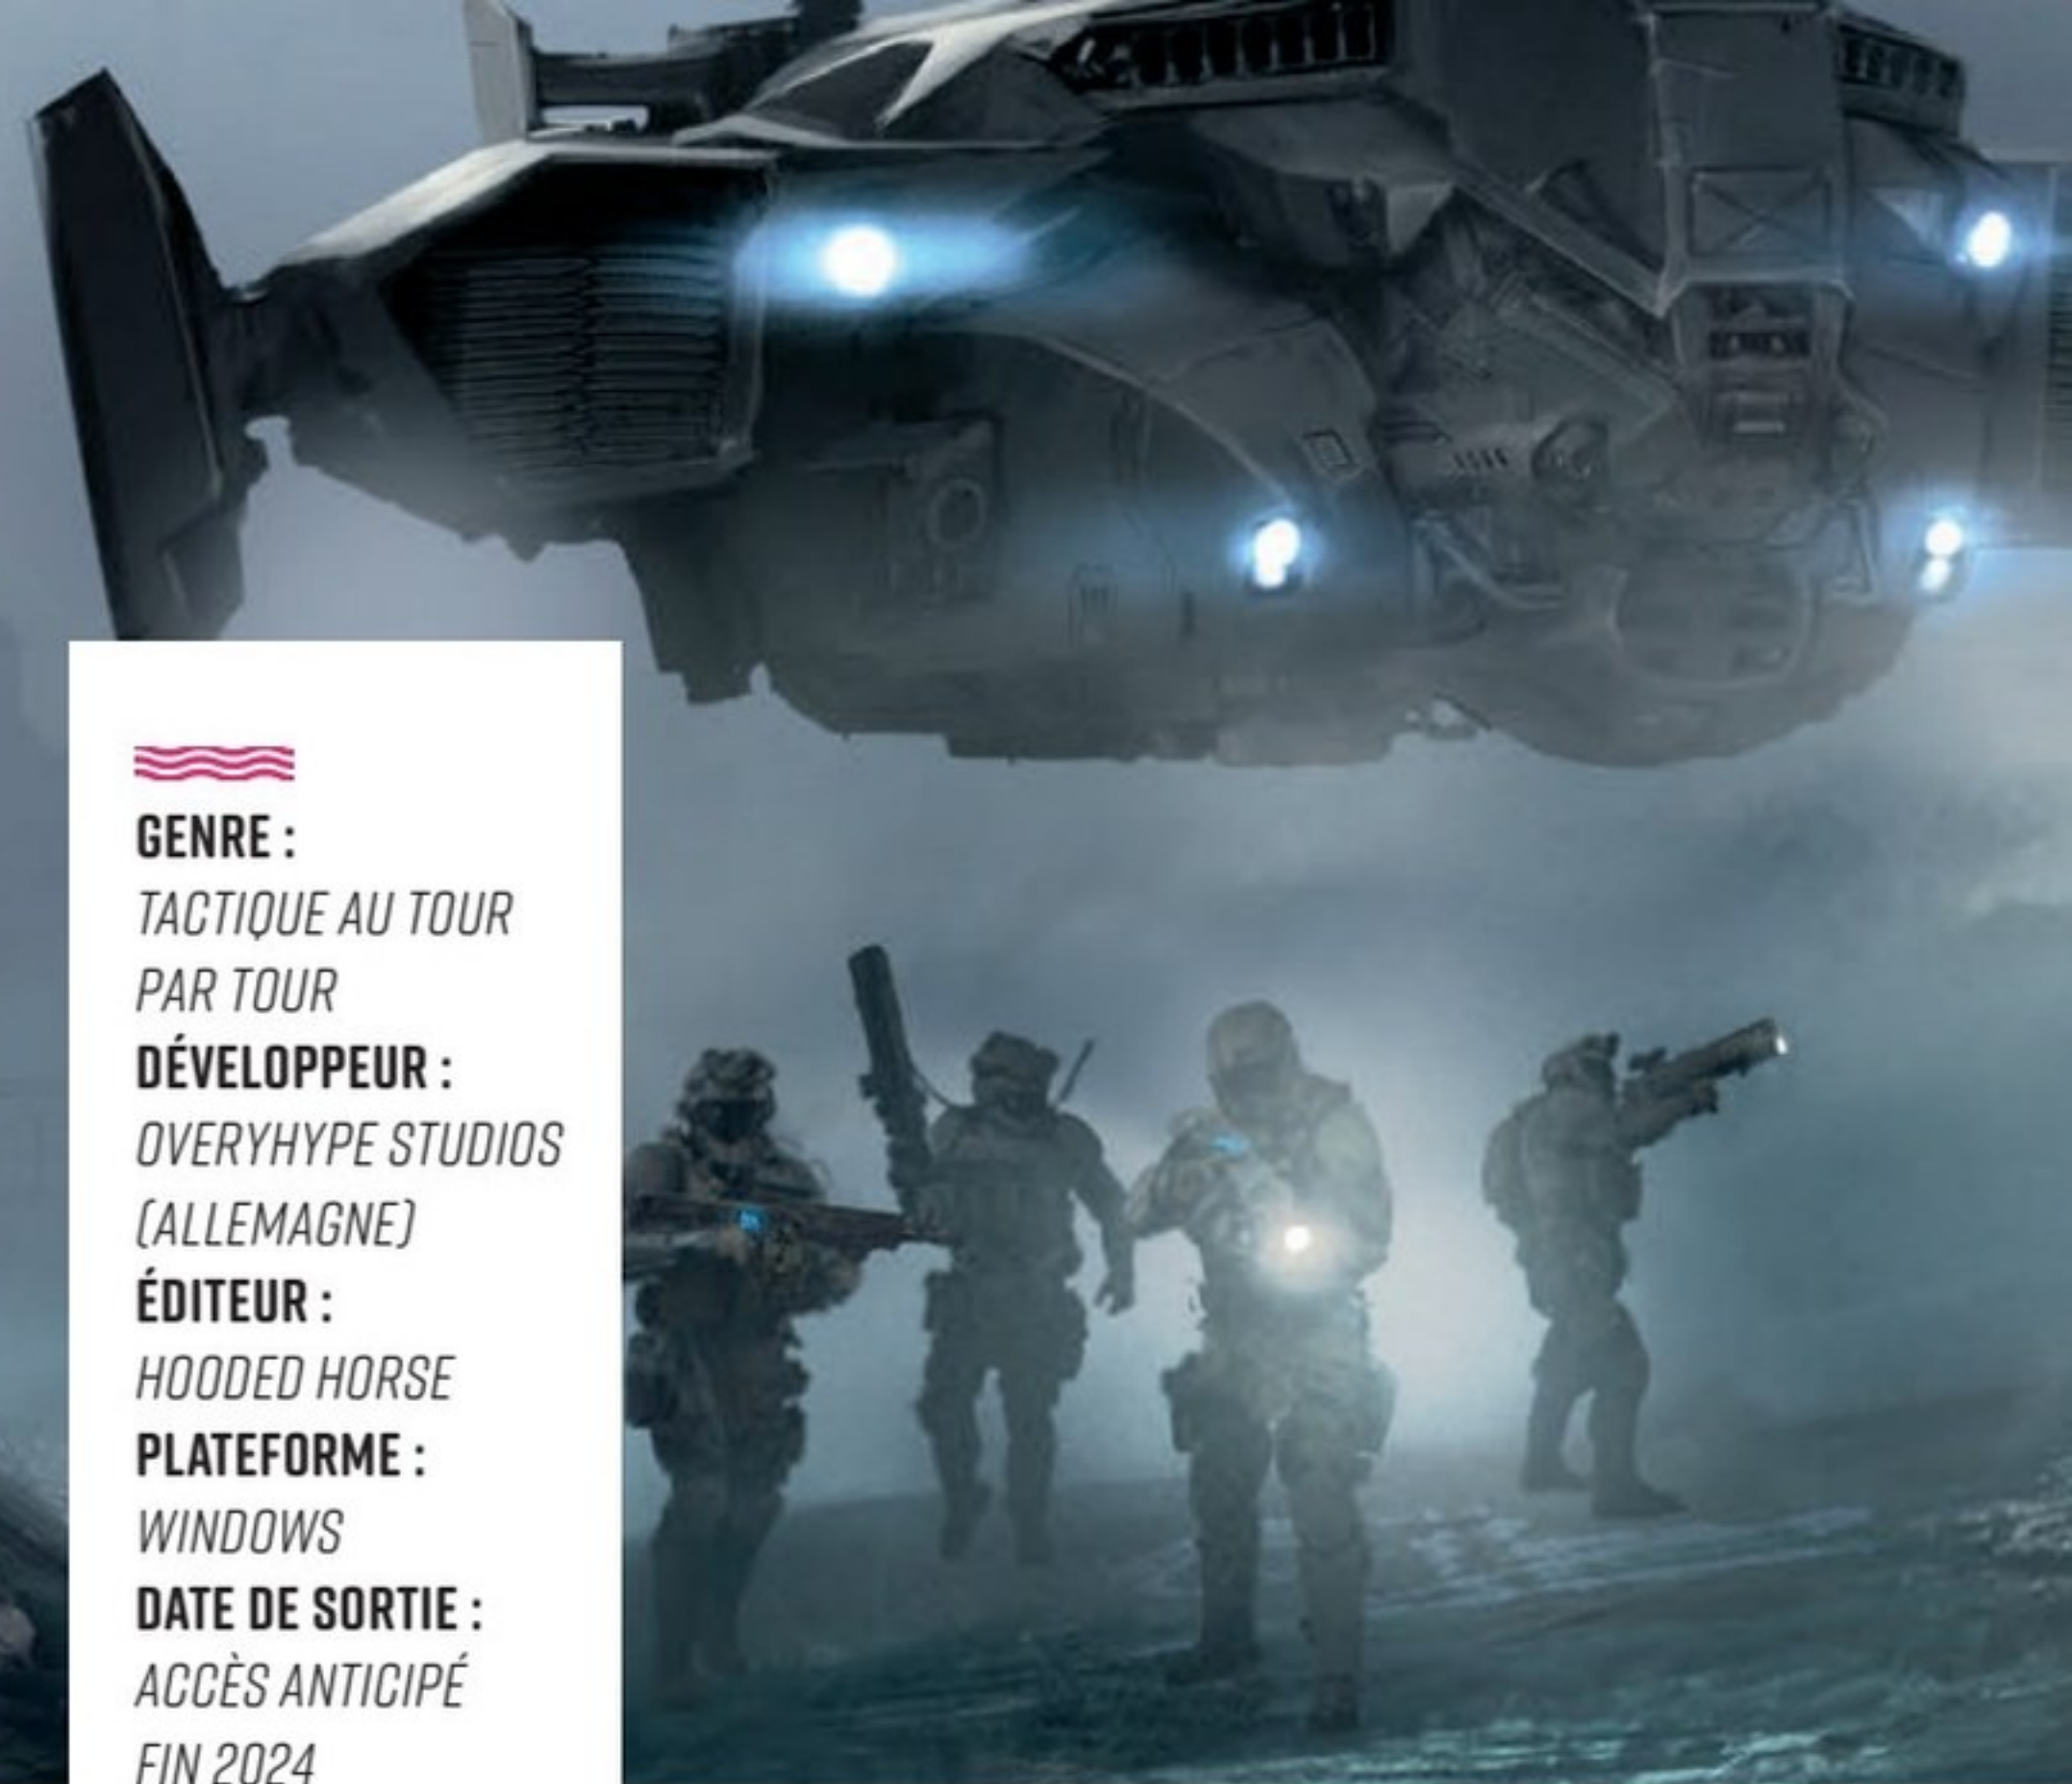 GENRE :
TACTIQUE AU TOUR
PAR TOUR
DÉVELOPPEUR :
OVERYHYPE STUDIOS
(ALLEMAGNE)
ÉDITEUR :
HOODED HORSE
PLATEFORME :
WINDOWS
DATE DE SORTIE :
ACCÈS ANTICIPÉ
FIN 2024